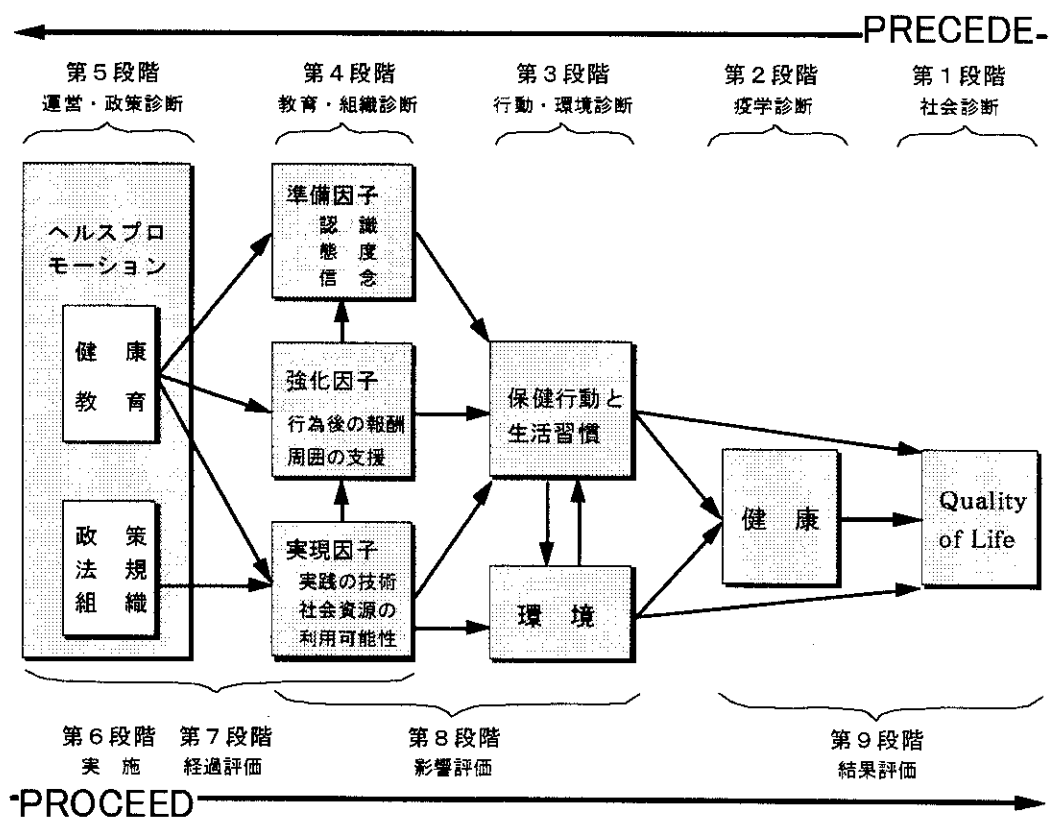 PRECEDE
第5段階
運営・政策診断
第4段階
教育・組織診断
第3段階
行動・環境診断
第2段階
疫学診断
第1段階
社会診断
ヘルスプロ
モーション
健 康
教 育
政 策
法 規
組 織
準備因子
認 識
態 度
信 念
強化因子
行為後の報酬
周囲の支援
実現因子
実践の技術
社会資源の
利用可能性
保健行動と
生活習慣
環 境
健 康
Quality
of Life
第6段階
実 施
第7段階
経過評価
第8段階
影響評価
第9段階
結果評価
PROCEED